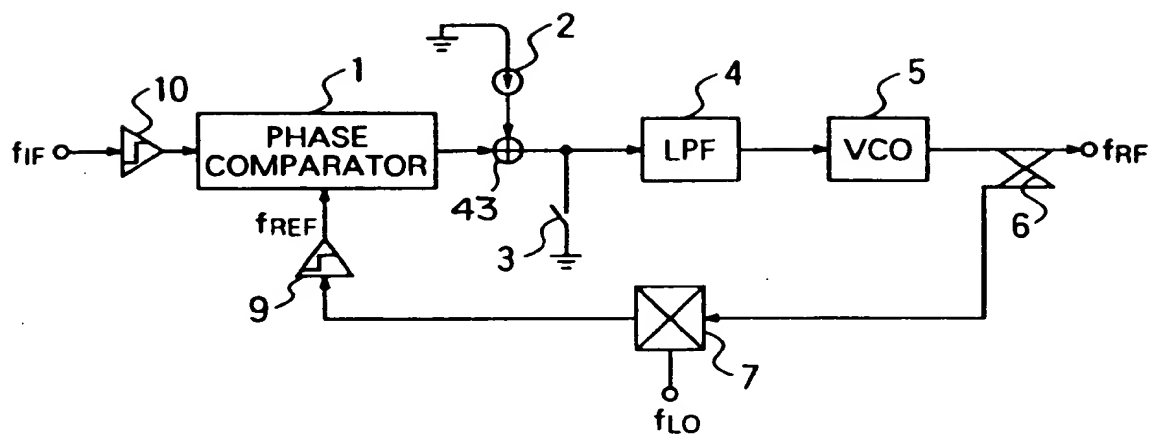 2
1
4
5
10
fIF
PHASE
COMPARATOR
LPF
VCO
fRF
43
6
fREF
3
9
7
fLO